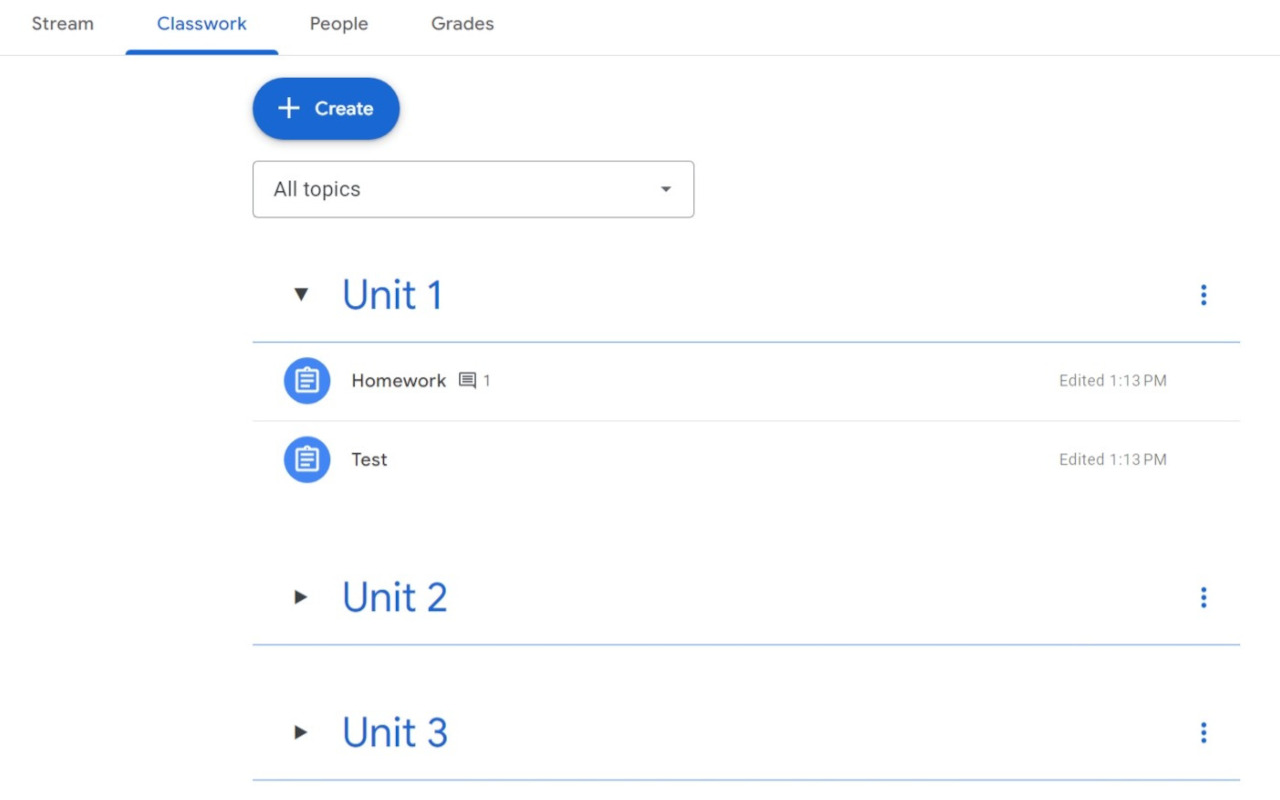 Stream Classwork People Grades
Create
All topics
Unit 1
Homework 1 Edited 1:13 PM
Test Edited 1:13 PM
Unit 2
Unit 3